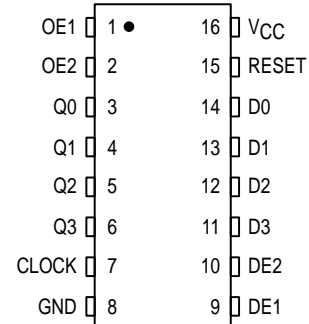 OE1 1 16 VCC
OE2 2 15 RESET
Q0 3 14 D0
Q1 4 13 D1
Q2 5 12 D2
Q3 6 11 D3
CLOCK 7 10 DE2
GND 8 9 DE1